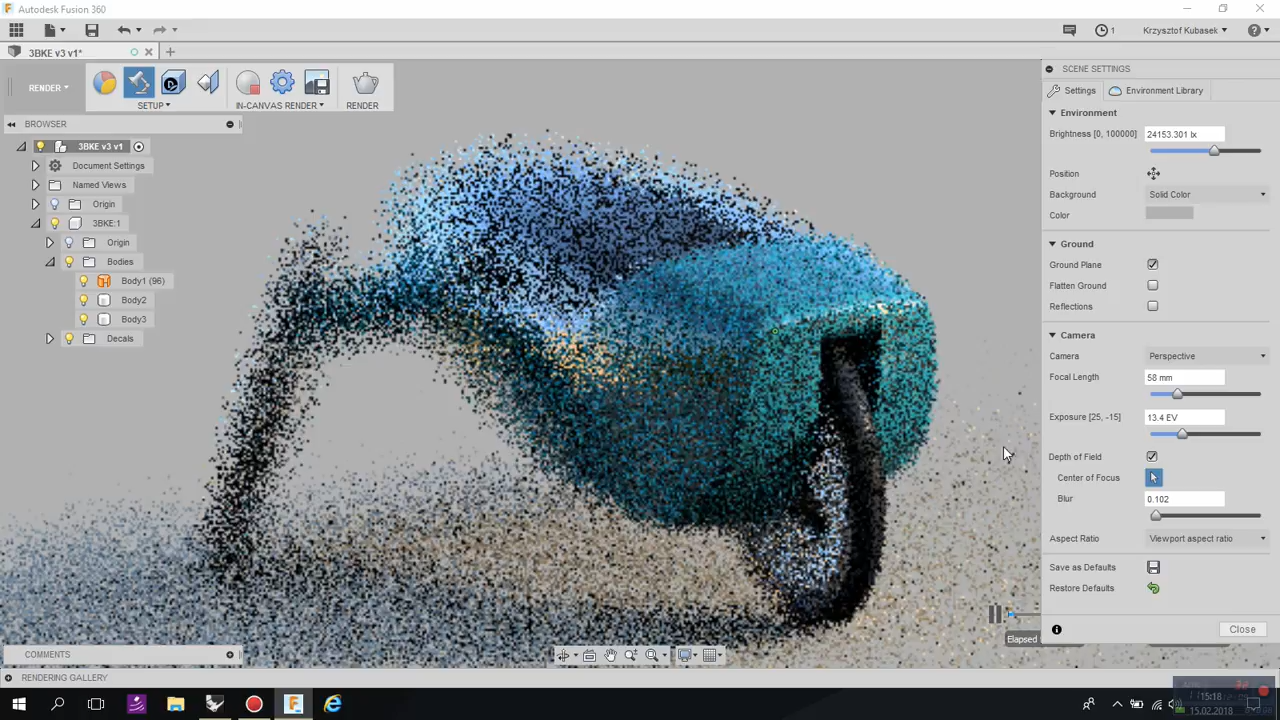 Autodesk Fusion 360
1
Krzysztof Kubasek
3BKE v3 v1*
RENDER
SETUP
IN-CANVAS RENDER
RENDER
BROWSER
3BKE v3 v1
Document Settings
Named Views
Origin
3BKE:1
Origin
Bodies
Body1 (96)
Body2
Body3
Decals
SCENE SETTINGS
Settings
Environment Library
Environment
Brightness [0, 100000]
24153.301 lx
Position
Background
Solid Color
Color
Ground
Ground Plane
Flatten Ground
Reflections
Camera
Camera
Perspective
Focal Length
58 mm
Exposure [25, -15]
13.4 EV
Depth of Field
Center of Focus
Blur
0.102
Aspect Ratio
Viewport aspect ratio
Save as Defaults
Restore Defaults
Close
Elapsed
COMMENTS
RENDERING GALLERY
15:18
15.02.2018